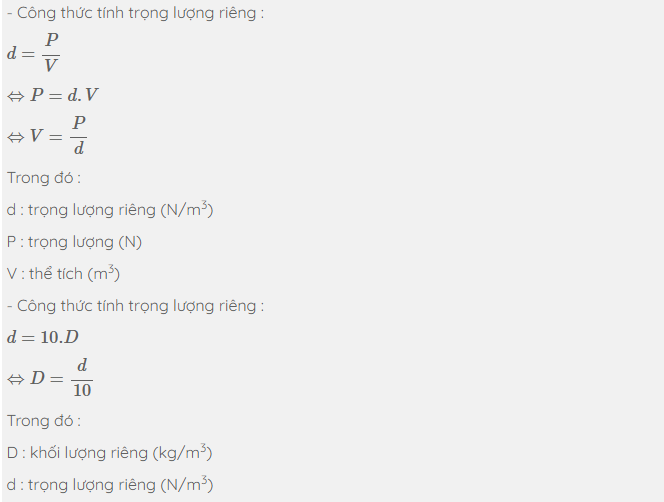 - Công thức tính trọng lượng riêng :
d = P/V
⇔ P = d.V
⇔ V = P/d
Trong đó :
d : trọng lượng riêng (N/m³)
P : trọng lượng (N)
V : thể tích (m³)
- Công thức tính trọng lượng riêng :
d = 10.D
⇔ D = d/10
Trong đó :
D : khối lượng riêng (kg/m³)
d : trọng lượng riêng (N/m³)